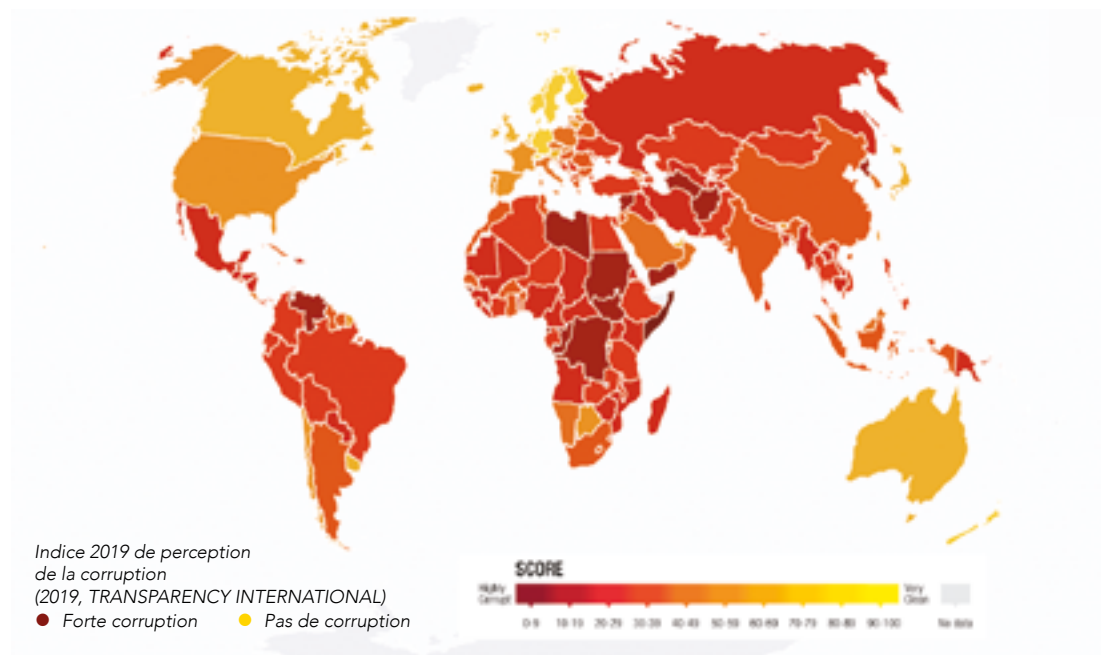 Indice 2019 de perception
de la corruption
(2019, TRANSPARENCY INTERNATIONAL)
Forte corruption Pas de corruption
SCORE
Highly
Corrupt
Very
Clean
0-9 10-19 20-29 30-39 40-49 50-59 60-69 70-79 80-89 90-100 No data